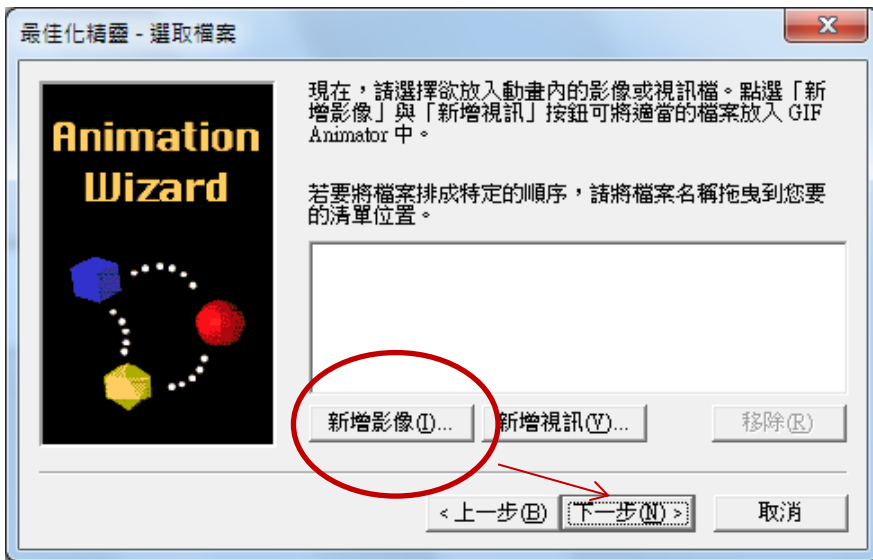 最佳化精靈 - 選取檔案
Animation
Wizard
現在，請選擇欲放入動畫內的影像或視訊檔。點選「新
增影像」與「新增視訊」按鈕可將適當的檔案放入 GIF
Animator 中。
若要將檔案排成特定的順序，請將檔案名稱拖曳到您要
的清單位置。
新增影像(I)... 新增視訊(V)... 移除(R)
<上一步(B) 下一步(N)> 取消